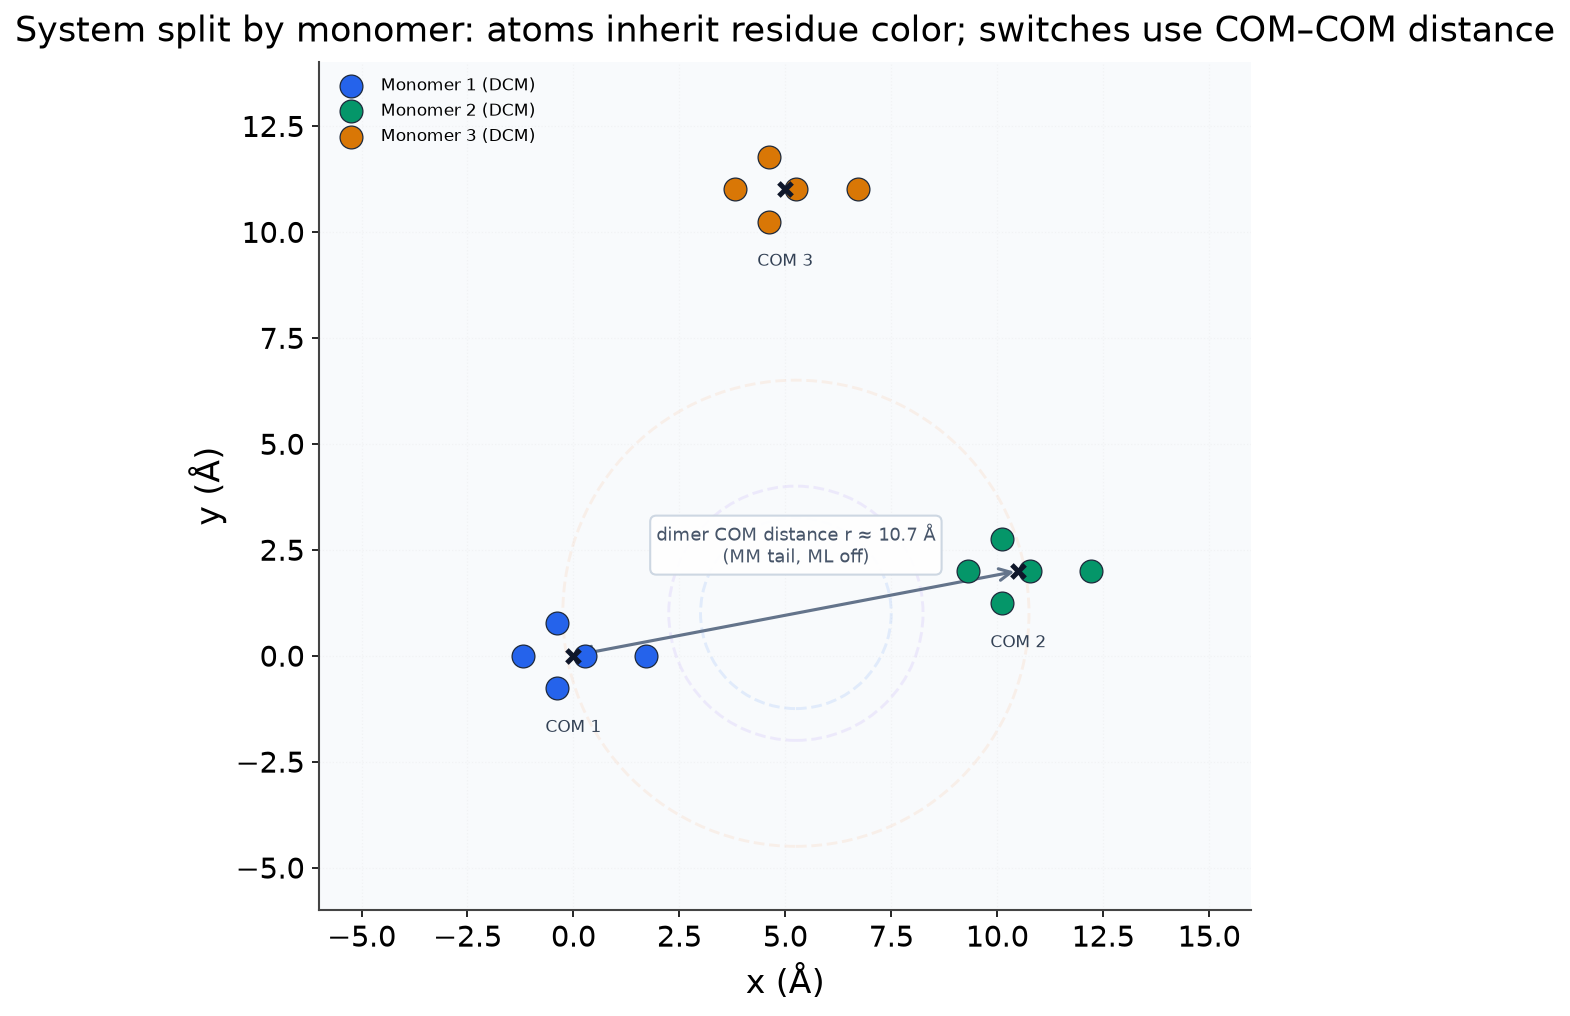 System split by monomer: atoms inherit residue color; switches use COM–COM distance
Monomer 1 (DCM)
Monomer 2 (DCM)
Monomer 3 (DCM)
12.5
10.0
7.5
5.0
2.5
0.0
−2.5
−5.0
y (Å)
COM 3
dimer COM distance r ≈ 10.7 Å
(MM tail, ML off)
COM 2
COM 1
−5.0
−2.5
0.0
2.5
5.0
7.5
10.0
12.5
15.0
x (Å)